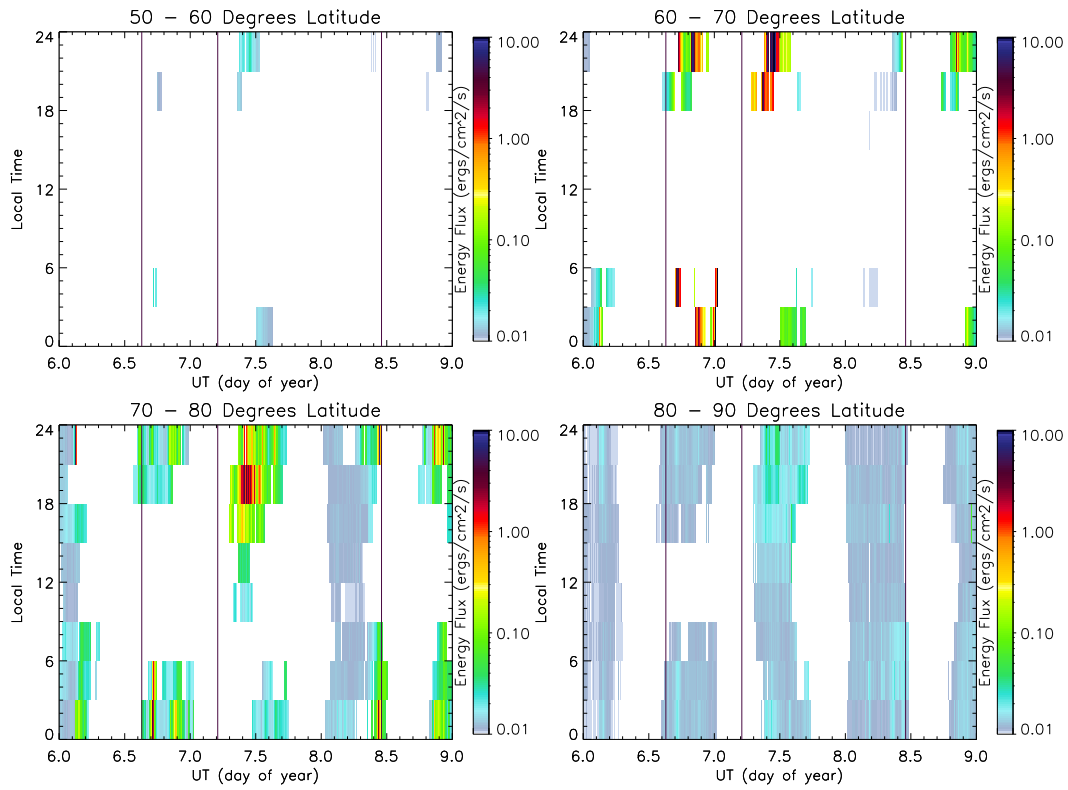 50 − 60 Degrees Latitude
24
18
12
6
0
Local Time
6.0 6.5 7.0 7.5 8.0 8.5 9.0
UT (day of year)
10.00
1.00
0.10
0.01
Energy Flux (ergs/cm^2/s)
60 − 70 Degrees Latitude
24
18
12
6
0
Local Time
6.0 6.5 7.0 7.5 8.0 8.5 9.0
UT (day of year)
10.00
1.00
0.10
0.01
Energy Flux (ergs/cm^2/s)
70 − 80 Degrees Latitude
24
18
12
6
0
Local Time
6.0 6.5 7.0 7.5 8.0 8.5 9.0
UT (day of year)
10.00
1.00
0.10
0.01
Energy Flux (ergs/cm^2/s)
80 − 90 Degrees Latitude
24
18
12
6
0
Local Time
6.0 6.5 7.0 7.5 8.0 8.5 9.0
UT (day of year)
10.00
1.00
0.10
0.01
Energy Flux (ergs/cm^2/s)